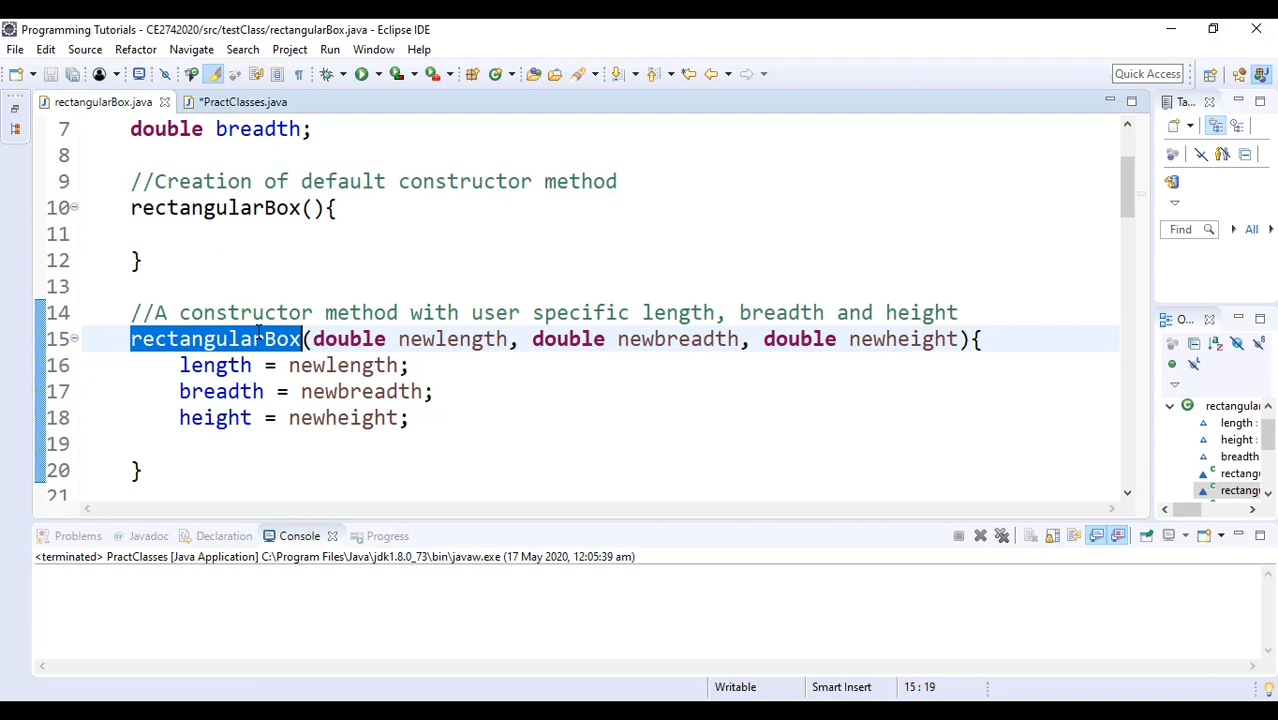 Programming Tutorials - CE2742020/src/testClass/rectangularBox.java - Eclipse IDE
File Edit Source Refactor Navigate Search Project Run Window Help
Quick Access
rectangularBox.java *PractClasses.java
Ta
7 double breadth;
8
9 //Creation of default constructor method
10 rectangularBox(){
11
12 }
13
14 //A constructor method with user specific length, breadth and height
15 rectangularBox(double newlength, double newbreadth, double newheight){
16 length = newlength;
17 breadth = newbreadth;
18 height = newheight;
19
20 }
21
Find All
O...
rectangular
length :
height :
breadth
rectang
rectang
Problems Javadoc Declaration Console Progress
<terminated> PractClasses [Java Application] C:\Program Files\Java\jdk1.8.0_73\bin\javaw.exe (17 May 2020, 12:05:39 am)
Writable Smart Insert 15 : 19